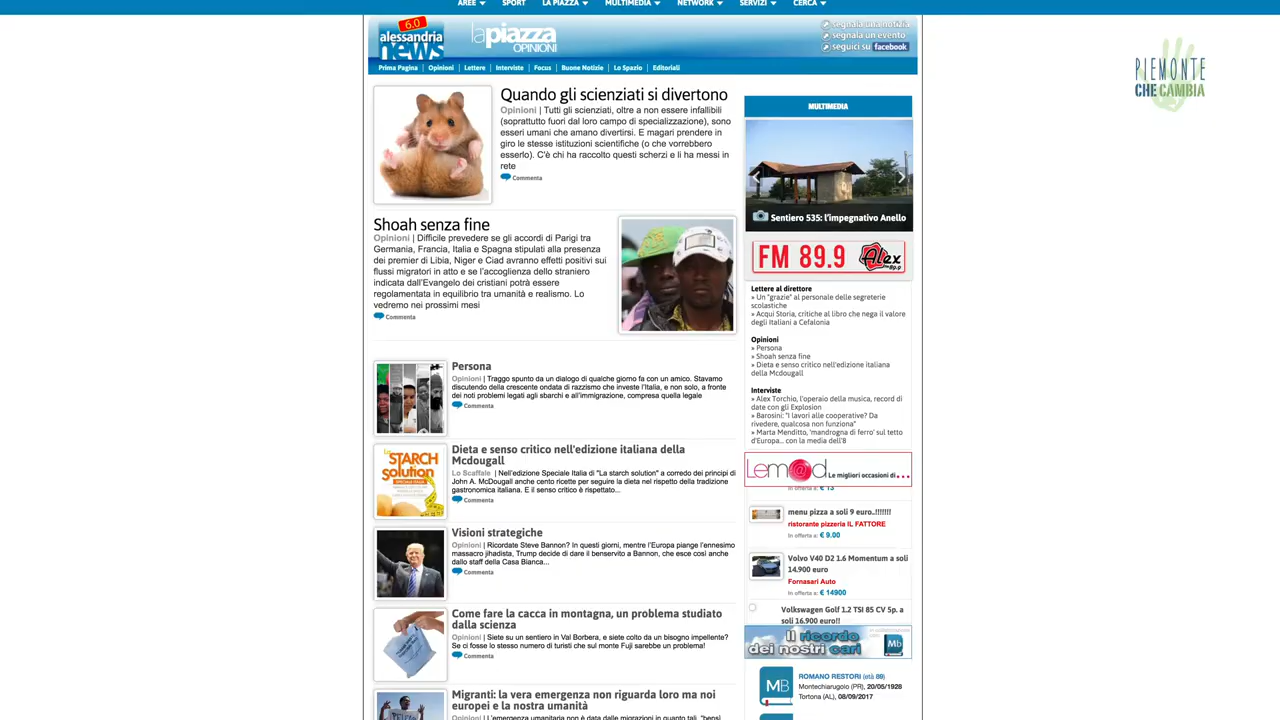 AREE SPORT LA PIAZZA MULTIMEDIA NETWORK SERVIZI CERCA
6.0
alessandria
news
la piazza
OPINIONI
segnala una notizia
segnala un evento
seguici su facebook
Prima Pagina | Opinioni | Lettere | Interviste | Focus | Buone Notizie | Lo Spazio | Editoriali
PIEMONTE
CHE CAMBIA
Quando gli scienziati si divertono
Opinioni | Tutti gli scienziati, oltre a non essere infallibili
(soprattutto fuori dal loro campo di specializzazione), sono
esseri umani che amano divertirsi. E magari prendere in
giro le stesse istituzioni scientifiche (o che vorrebbero
esserlo). C'è chi ha raccolto questi scherzi e li ha messi in
rete
Commenta
Shoah senza fine
Opinioni | Difficile prevedere se gli accordi di Parigi tra
Germania, Francia, Italia e Spagna stipulati alla presenza
dei premier di Libia, Niger e Ciad avranno effetti positivi sui
flussi migratori in atto e se l'accoglienza dello straniero
indicata dall'Evangelo dei cristiani potrà essere
regolamentata in equilibrio tra umanità e realismo. Lo
vedremo nei prossimi mesi
Commenta
Persona
Opinioni | Traggo spunto da un dialogo di qualche giorno fa con un amico. Stavamo
discutendo della crescente ondata di razzismo che investe l'Italia, e non solo, a fronte
dei noti problemi legati agli sbarchi e all'immigrazione, compresa quella legale
Commenta
STARCH
SOLUTION
Dieta e senso critico nell'edizione italiana della
Mcdougall
Lo Scaffale | Nell'edizione Speciale Italia di "La starch solution" a corredo dei principi di
John A. McDougall anche cento ricette per seguire la dieta nel rispetto della tradizione
gastronomica italiana. E il senso critico è rispettato...
Commenta
Visioni strategiche
Opinioni | Ricordate Steve Bannon? In questi giorni, mentre l'Europa piange l'ennesimo
massacro jihadista, Trump decide di dare il benservito a Bannon, che esce così anche
dallo staff della Casa Bianca...
Commenta
Come fare la cacca in montagna, un problema studiato
dalla scienza
Opinioni | Siete su un sentiero in Val Borbera, e siete colto da un bisogno impellente?
Se ci fosse lo stesso numero di turisti che sul monte Fuji sarebbe un problema!
Commenta
Migranti: la vera emergenza non riguarda loro ma noi
europei e la nostra umanità
Opinioni | L'emergenza umanitaria non è data dalle migrazioni in quanto tali, "bensì
MULTIMEDIA
Sentiero 535: l'impegnativo Anello
FM 89.9 Alex
89.9
Lettere al direttore
» Un "grazie" al personale delle segreterie
scolastiche
» Acqui Storia, critiche al libro che nega il valore
degli Italiani a Cefalonia
Opinioni
» Persona
» Shoah senza fine
» Dieta e senso critico nell'edizione italiana
della Mcdougall
Interviste
» Alex Torchio, l'operaio della musica, record di
date con gli Explosion
» Barosini: "I lavori alle cooperative? Da
rivedere, qualcosa non funziona"
» Marta Menditto, 'mandrogna di ferro' sul tetto
d'Europa... con la media dell'8
Lem@d Le migliori occasioni di...
In offerta a: € 13
menu pizza a soli 9 euro..!!!!!!!
ristorante pizzeria IL FATTORE
In offerta a: € 9.00
Volvo V40 D2 1.6 Momentum a soli
14.900 euro
Fornasari Auto
In offerta a: € 14900
Volkswagen Golf 1.2 TSI 85 CV 5p. a
soli 16.900 euro!!
Il ricordo
dei nostri cari
Mb
MB
ROMANO RESTORI (età 89)
Montechiarugolo (PR), 20/05/1928
Tortona (AL), 08/09/2017